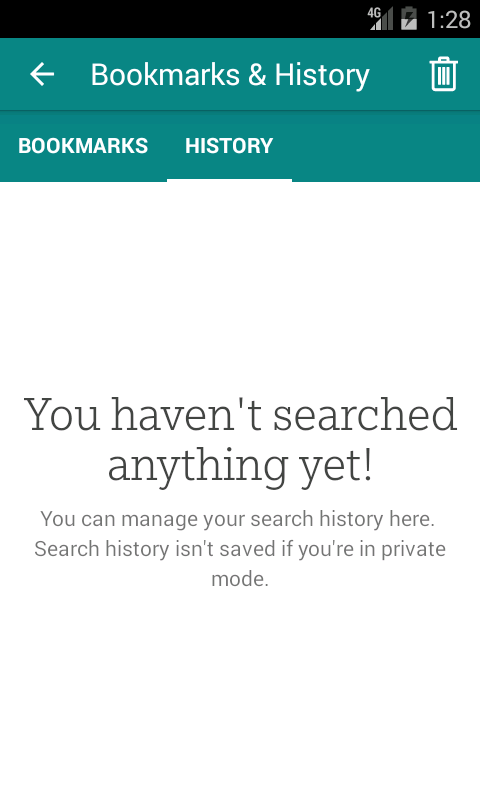 4G 1:28
Bookmarks & History
BOOKMARKS HISTORY
You haven't searched
anything yet!
You can manage your search history here.
Search history isn't saved if you're in private
mode.